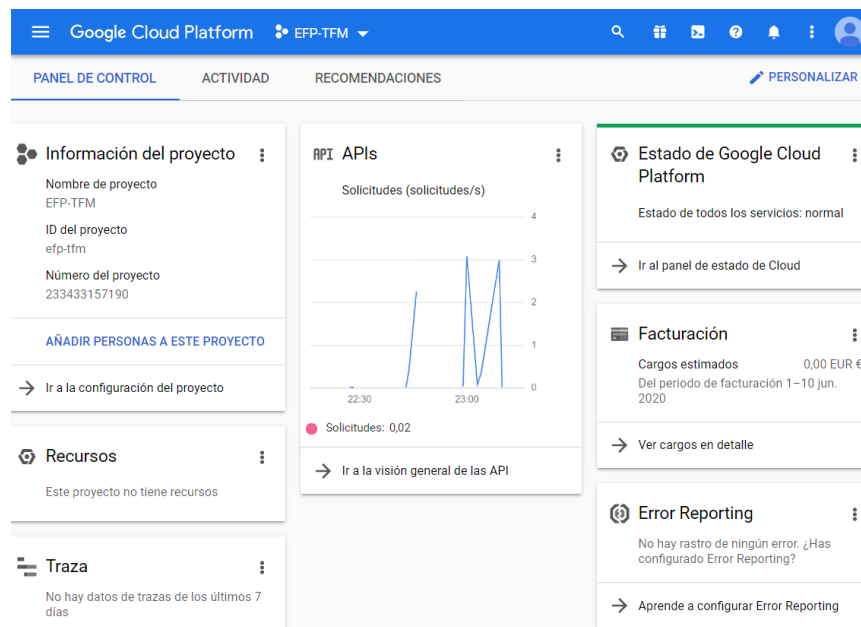 Google Cloud Platform EFP-TFM
PANEL DE CONTROL ACTIVIDAD RECOMENDACIONES PERSONALIZAR
Información del proyecto
Nombre de proyecto
EFP-TFM
ID del proyecto
efp-tfm
Número del proyecto
233433157190
AÑADIR PERSONAS A ESTE PROYECTO
Ir a la configuración del proyecto
Recursos
Este proyecto no tiene recursos
Traza
No hay datos de trazas de los últimos 7
días
API APIs
Solicitudes (solicitudes/s)
4
3
2
1
0
22:30 23:00
Solicitudes: 0,02
Ir a la visión general de las API
Estado de Google Cloud
Platform
Estado de todos los servicios: normal
Ir al panel de estado de Cloud
Facturación
Cargos estimados 0,00 EUR €
Del periodo de facturación 1–10 jun.
2020
Ver cargos en detalle
Error Reporting
No hay rastro de ningún error. ¿Has
configurado Error Reporting?
Aprende a configurar Error Reporting